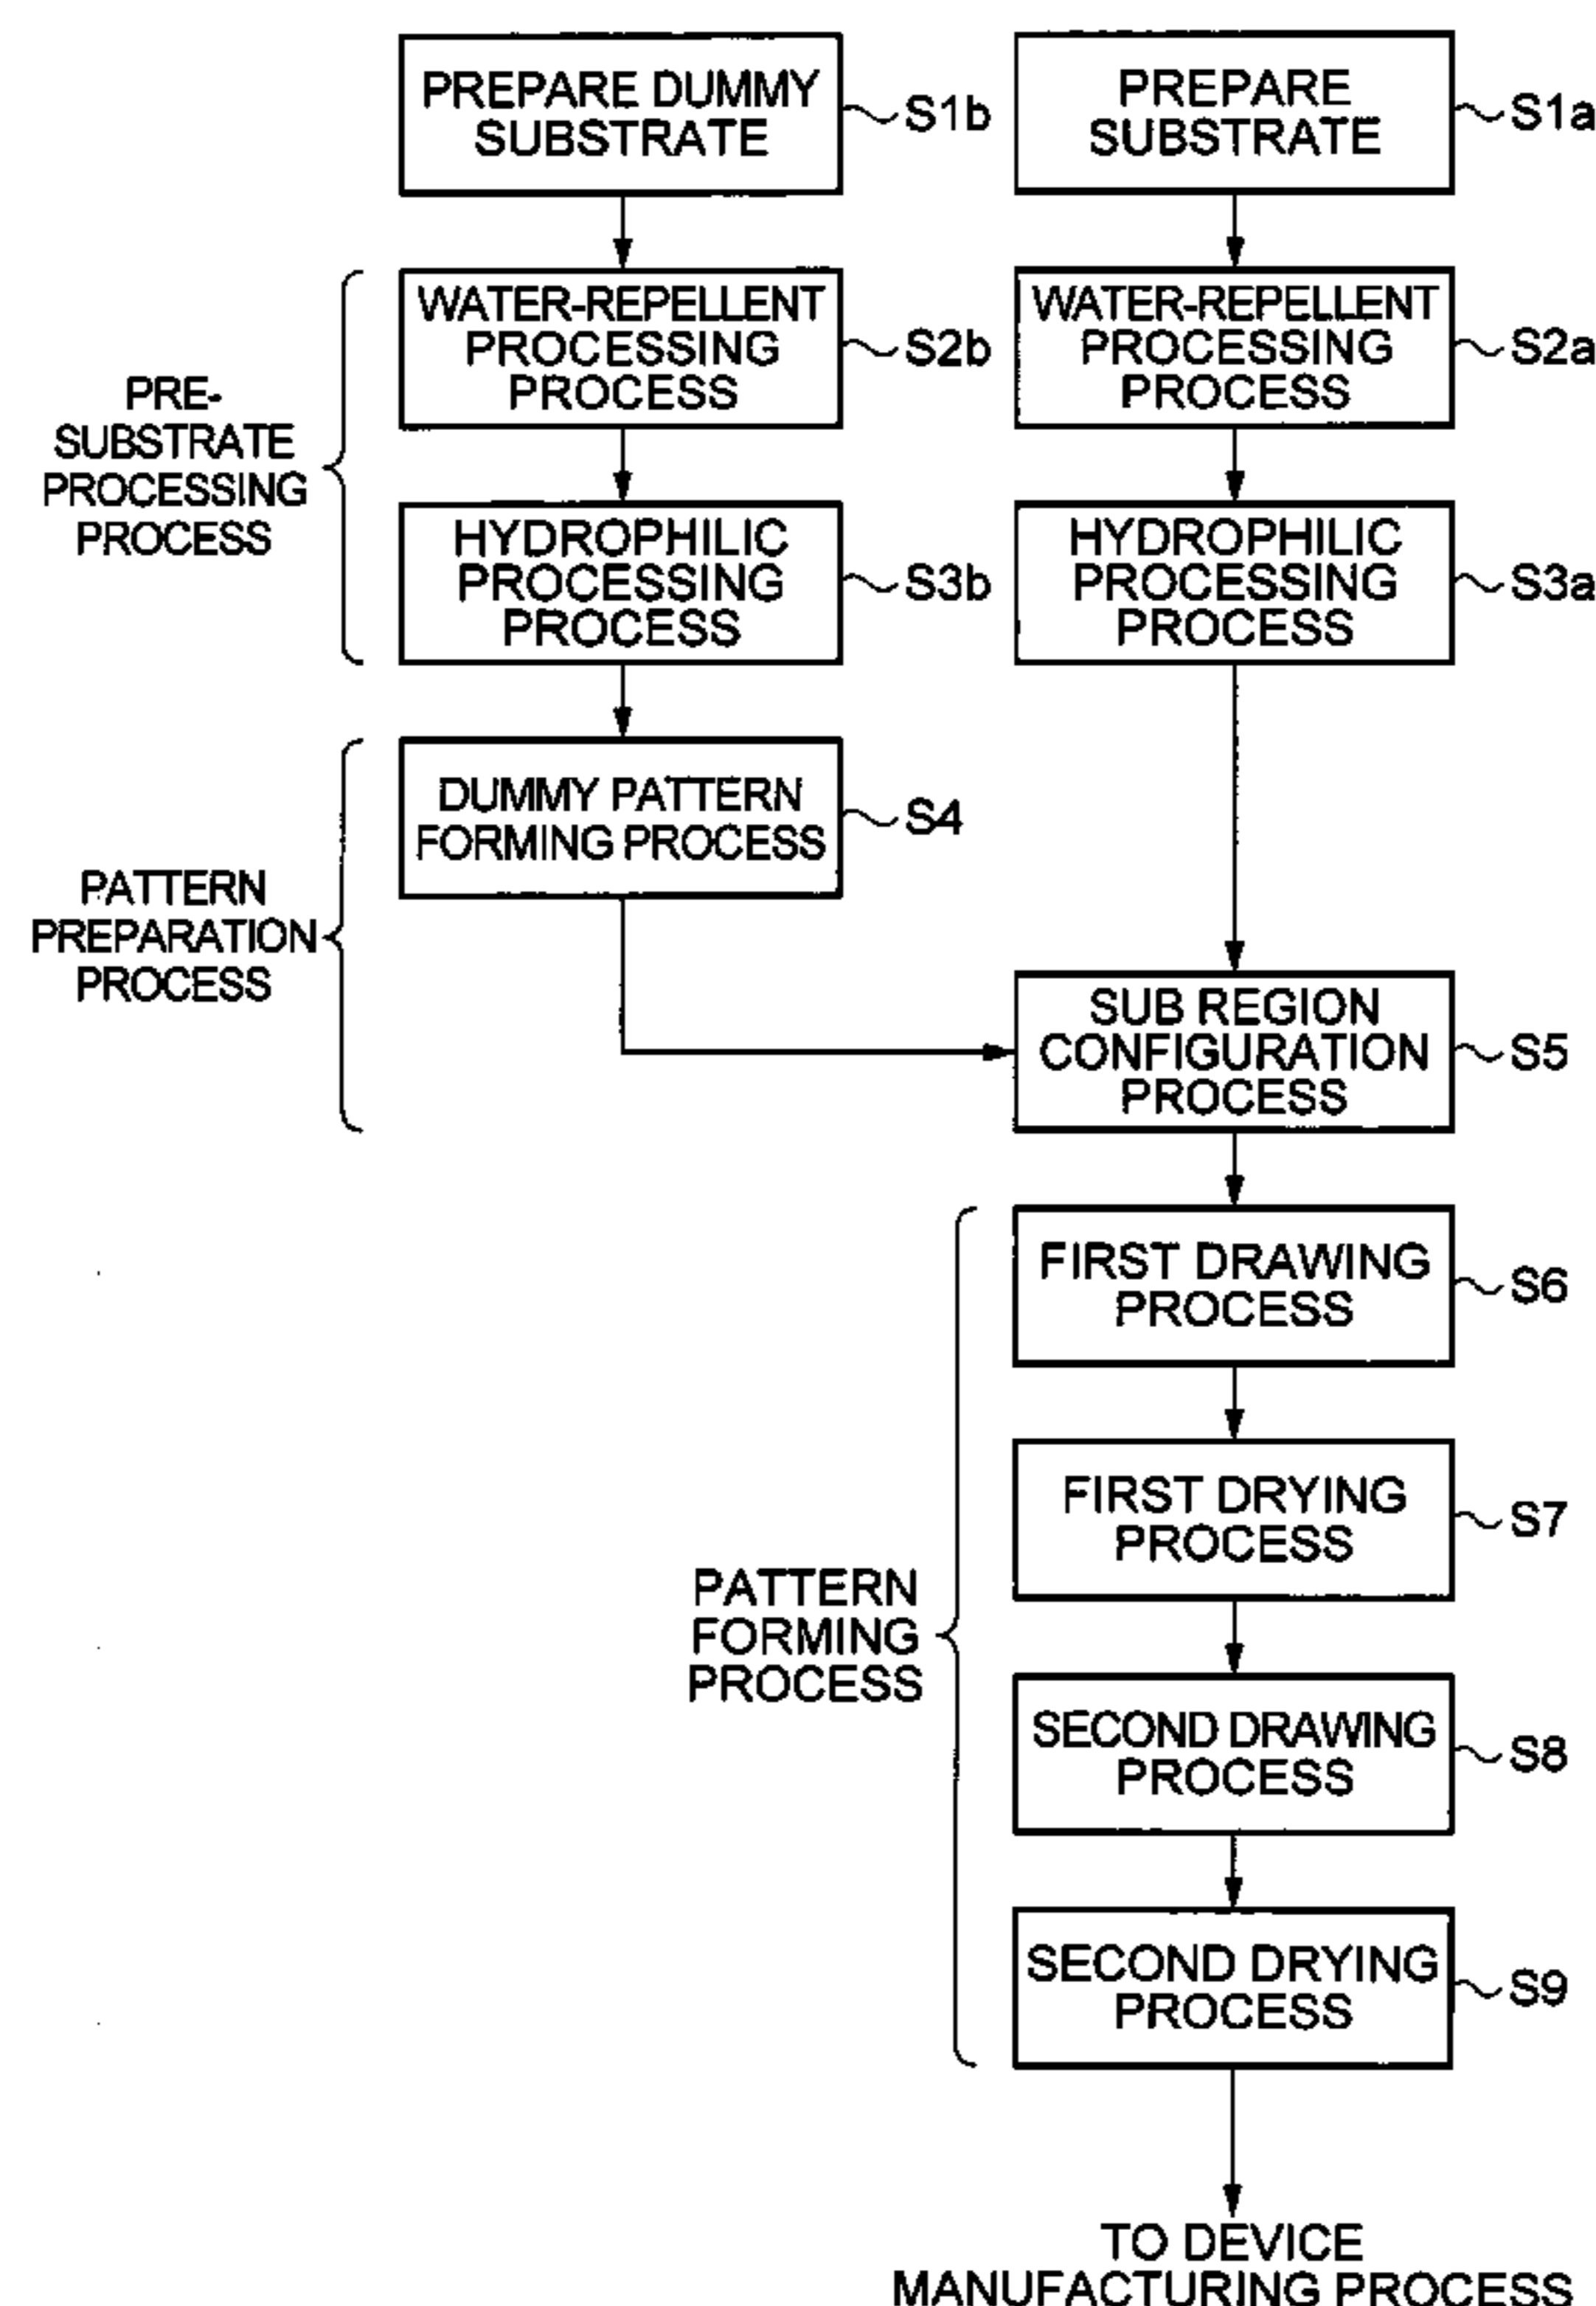 PREPARE DUMMY
SUBSTRATE
S1b
PREPARE
SUBSTRATE
S1a
PRE-
SUBSTRATE
PROCESSING
PROCESS
WATER-REPELLENT
PROCESSING
PROCESS
S2b
WATER-REPELLENT
PROCESSING
PROCESS
S2a
HYDROPHILIC
PROCESSING
PROCESS
S3b
HYDROPHILIC
PROCESSING
PROCESS
S3a
PATTERN
PREPARATION
PROCESS
DUMMY PATTERN
FORMING PROCESS
S4
SUB REGION
CONFIGURATION
PROCESS
S5
PATTERN
FORMING
PROCESS
FIRST DRAWING
PROCESS
S6
FIRST DRYING
PROCESS
S7
SECOND DRAWING
PROCESS
S8
SECOND DRYING
PROCESS
S9
TO DEVICE
MANUFACTURING PROCESS